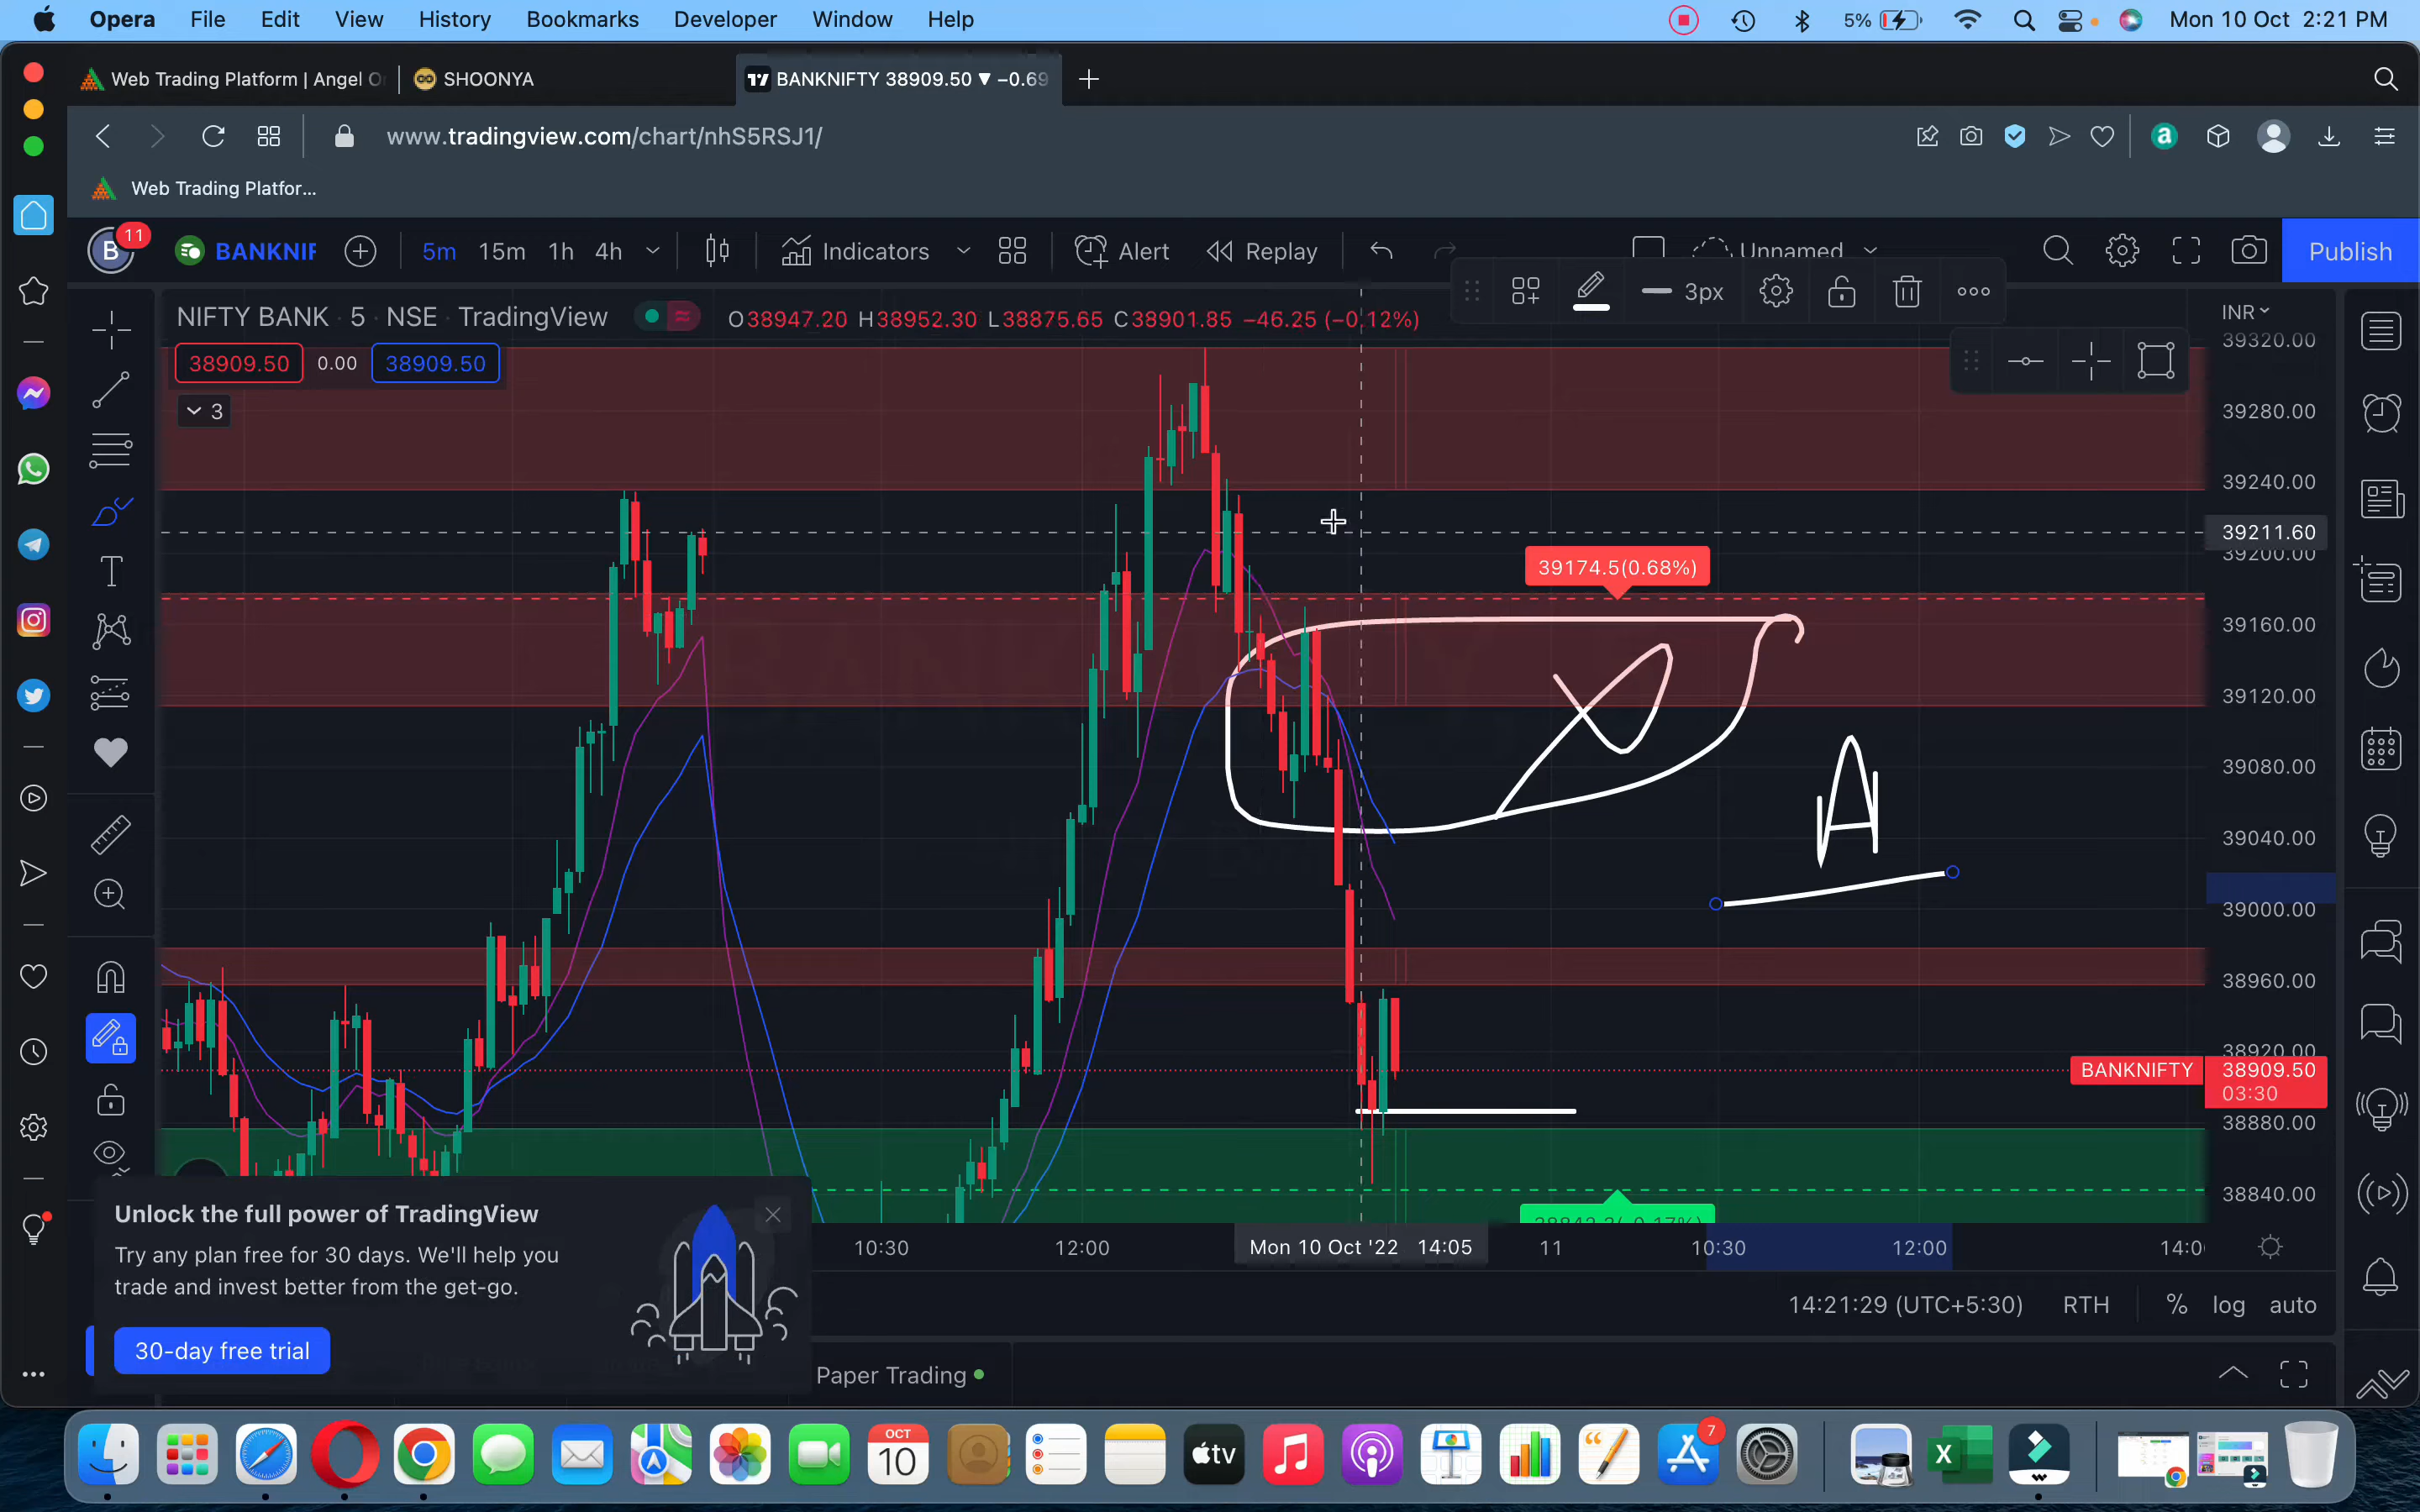 Opera File Edit View History Bookmarks Developer Window Help 5% Mon 10 Oct 2:21 PM
Web Trading Platform | Angel O SHOONYA BANKNIFTY 38909.50 ▼ −0.69
www.tradingview.com/chart/nhS5RSJ1/
Web Trading Platfor...
B 11 BANKNIF 5m 15m 1h 4h Indicators Alert Replay Unnamed Publish
3px
NIFTY BANK · 5 · NSE · TradingView O38947.20 H38952.30 L38875.65 C38901.85 −46.25 (−0.12%) INR
39320.00
38909.50 0.00 38909.50
3
39280.00
39240.00
39211.60
39200.00
39174.5(0.68%)
39160.00
39120.00
39080.00
A
39040.00
39000.00
38960.00
38920.00
BANKNIFTY 38909.50
03:30
38880.00
38840.00
Unlock the full power of TradingView
Try any plan free for 30 days. We'll help you
trade and invest better from the get-go.
30-day free trial
10:30 12:00 Mon 10 Oct '22 14:05 11 10:30 12:00 14:0
14:21:29 (UTC+5:30) RTH % log auto
Paper Trading
OCT
10
tv
7
X